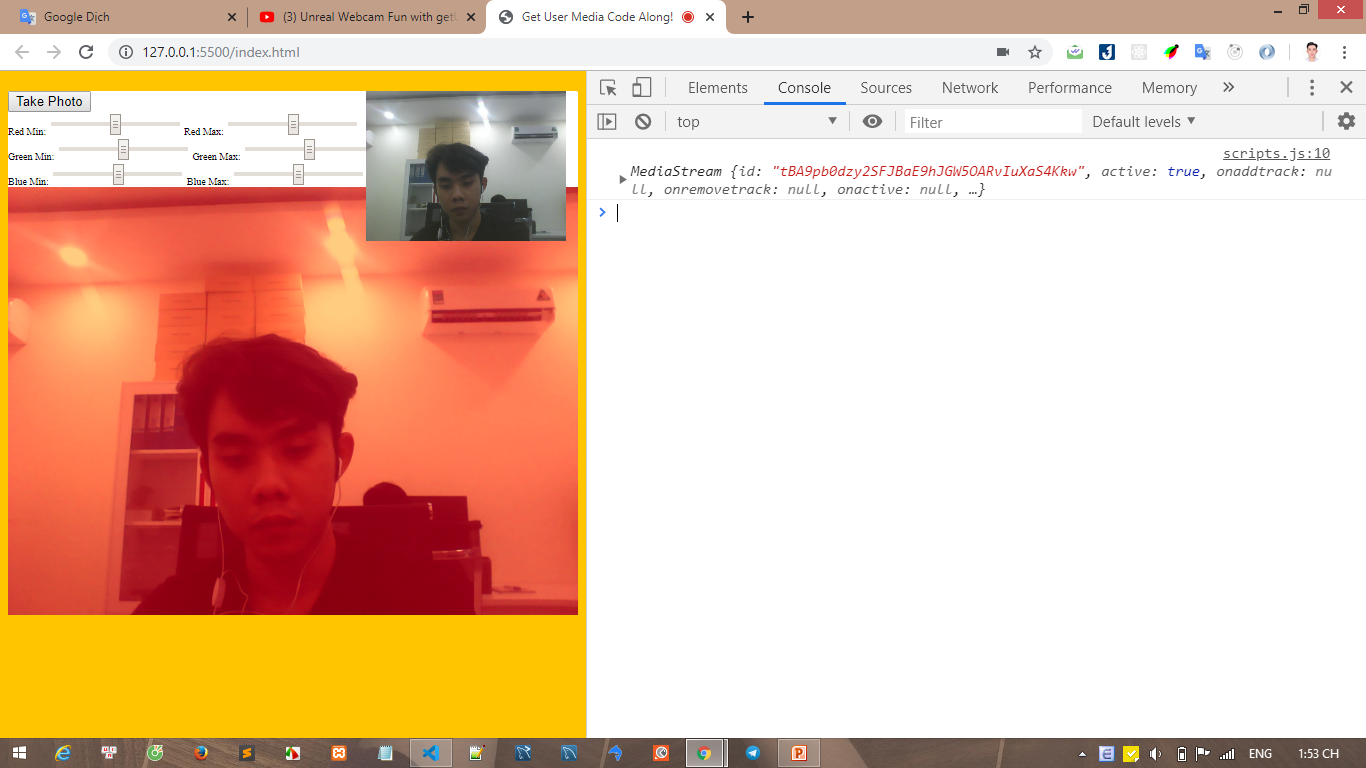 Google Dịch
(3) Unreal Webcam Fun with getU
Get User Media Code Along!
127.0.0.1:5500/index.html
Take Photo
Red Min: Red Max:
Green Min: Green Max:
Blue Min: Blue Max:
Elements Console Sources Network Performance Memory
top Filter Default levels
scripts.js:10
MediaStream {id: "tBA9pb0dzy2SFJBaE9hJGW5OARvIuXaS4Kkw", active: true, onaddtrack: nu
ll, onremovetrack: null, onactive: null, …}
ENG 1:53 CH